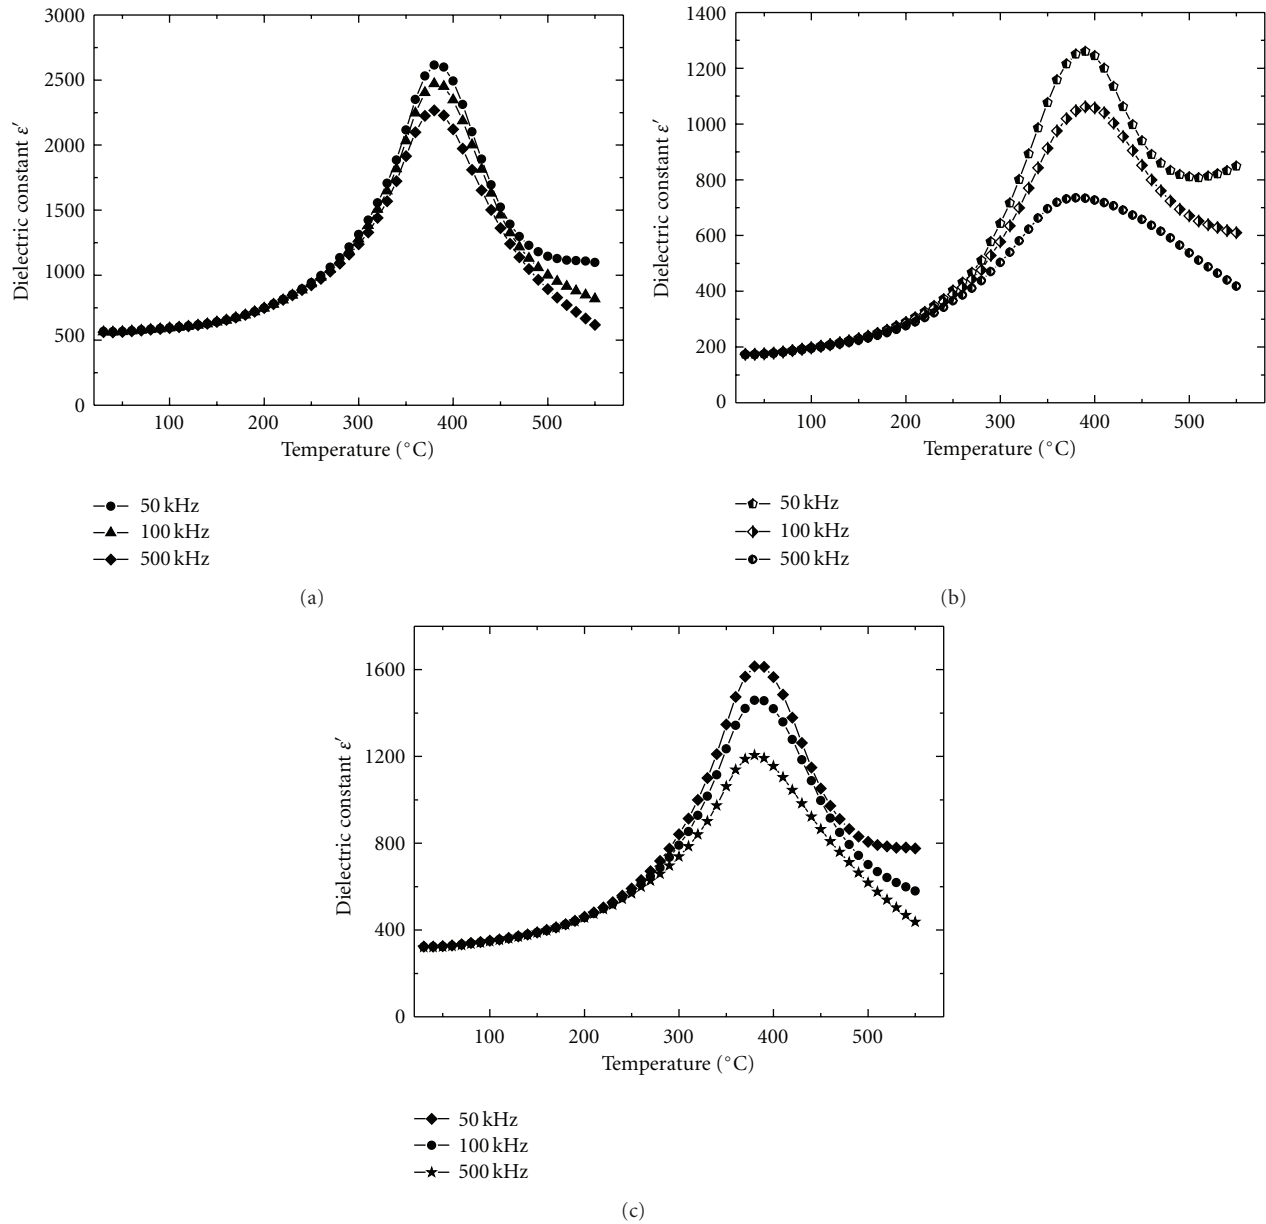 3000
2500
2000
1500
1000
500
0
Dielectric constant ε′
100 200 300 400 500
Temperature (°C)
50 kHz
100 kHz
500 kHz
(a)
1400
1200
1000
800
600
400
200
0
Dielectric constant ε′
100 200 300 400 500
Temperature (°C)
50 kHz
100 kHz
500 kHz
(b)
1600
1200
800
400
0
Dielectric constant ε′
100 200 300 400 500
Temperature (°C)
50 kHz
100 kHz
500 kHz
(c)